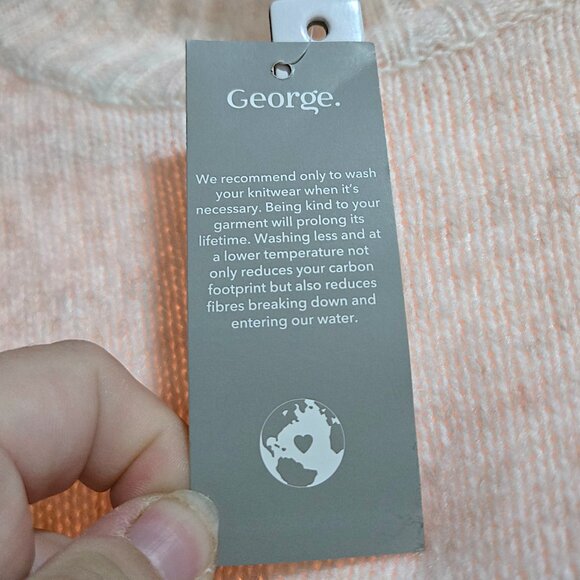 George.
We recommend only to wash
your knitwear when it's
necessary. Being kind to your
garment will prolong its
lifetime. Washing less and at
a lower temperature not
only reduces your carbon
footprint but also reduces
fibres breaking down and
entering our water.